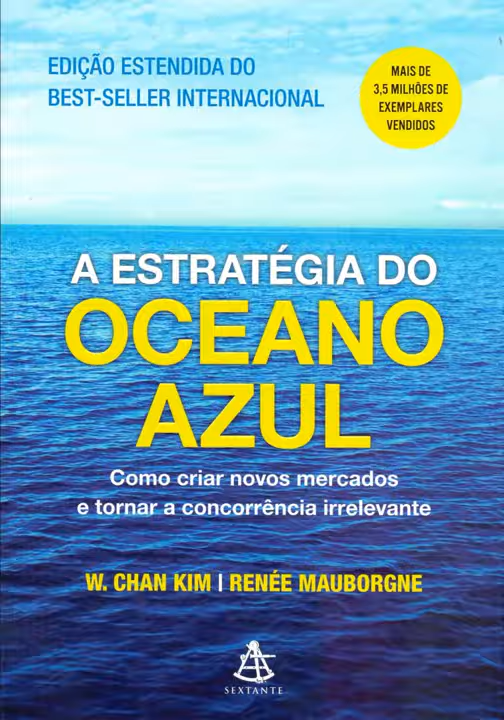 EDIÇÃO ESTENDIDA DO
BEST-SELLER INTERNACIONAL
MAIS DE
3,5 MILHÕES DE
EXEMPLARES
VENDIDOS
A ESTRATÉGIA DO
OCEANO
AZUL
Como criar novos mercados
e tornar a concorrência irrelevante
W. CHAN KIM | RENÉE MAUBORGNE
SEXTANTE